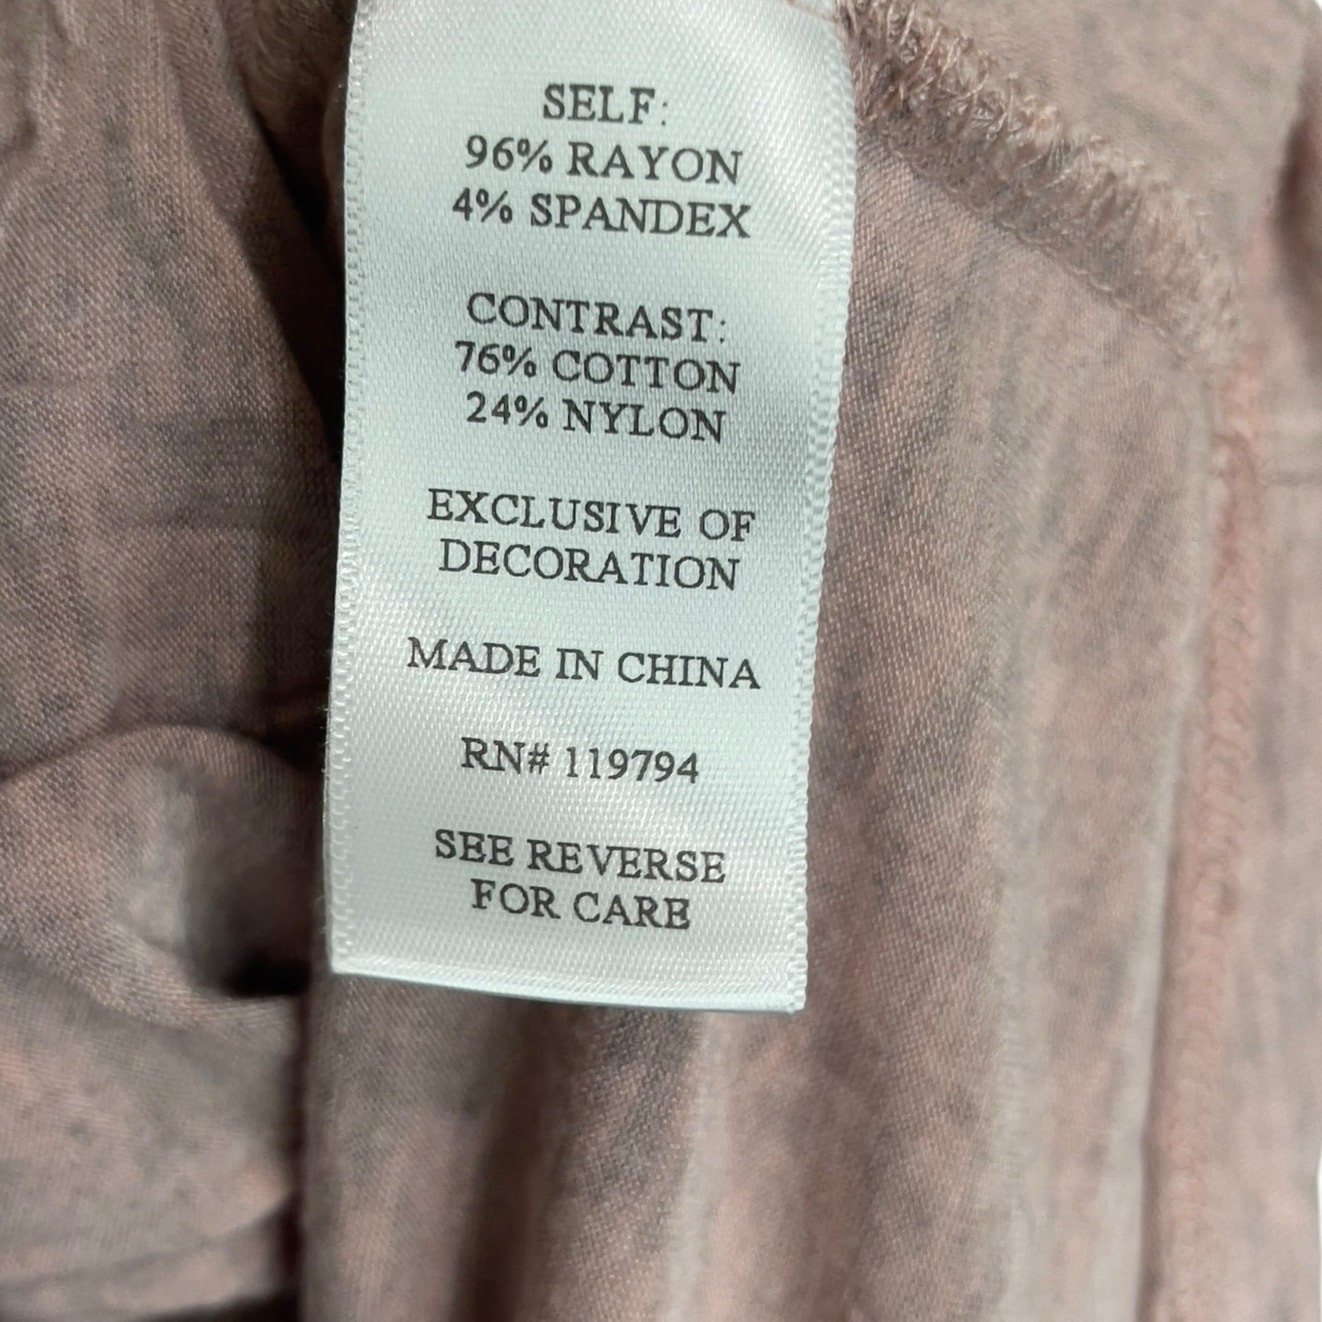 SELF:
96% RAYON
4% SPANDEX
CONTRAST:
76% COTTON
24% NYLON
EXCLUSIVE OF
DECORATION
MADE IN CHINA
RN# 119794
SEE REVERSE
FOR CARE